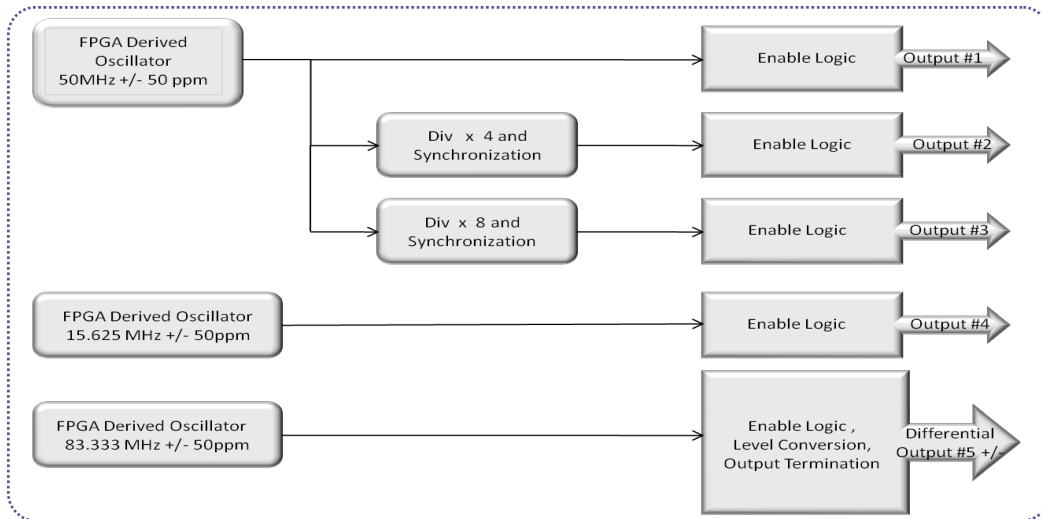 FPGA Derived
Oscillator
50MHz +/- 50 ppm
Enable Logic
Output #1
Div x 4 and
Synchronization
Enable Logic
Output #2
Div x 8 and
Synchronization
Enable Logic
Output #3
FPGA Derived Oscillator
15.625 MHz +/- 50ppm
Enable Logic
Output #4
FPGA Derived Oscillator
83.333 MHz +/- 50ppm
Enable Logic ,
Level Conversion,
Output Termination
Differential
Output #5 +/-